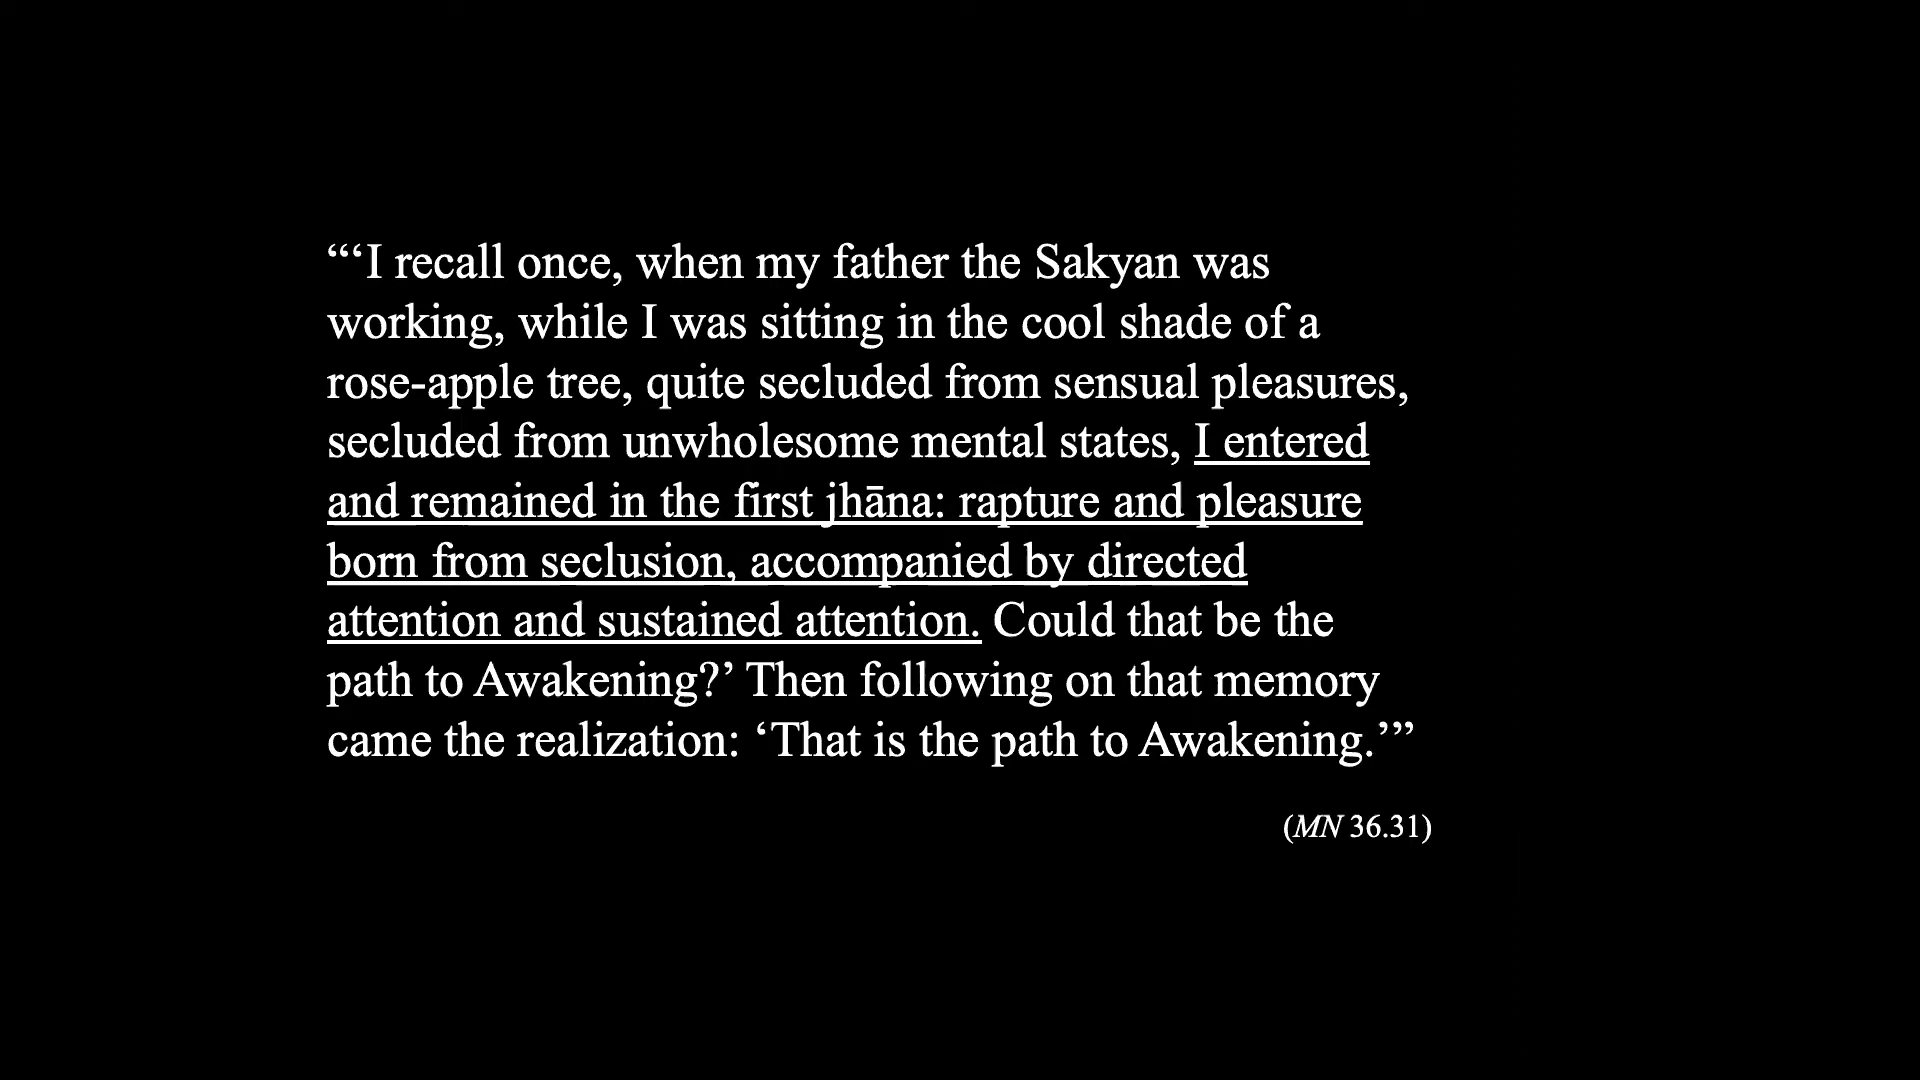 “‘I recall once, when my father the Sakyan was
working, while I was sitting in the cool shade of a
rose-apple tree, quite secluded from sensual pleasures,
secluded from unwholesome mental states, I entered
and remained in the first jhāna: rapture and pleasure
born from seclusion, accompanied by directed
attention and sustained attention. Could that be the
path to Awakening?’ Then following on that memory
came the realization: ‘That is the path to Awakening.’”
(MN 36.31)